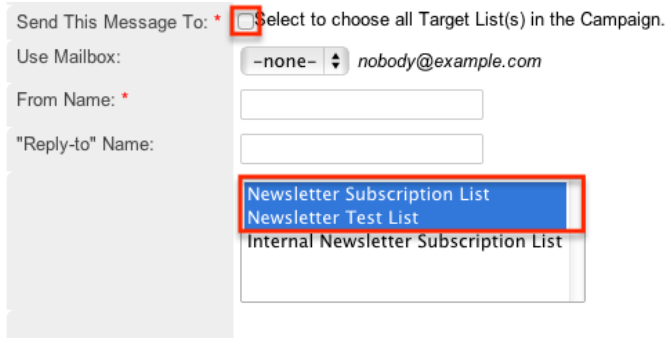 Send This Message To: * Select to choose all Target List(s) in the Campaign.
Use Mailbox: -none- nobody@example.com
From Name: *
"Reply-to" Name:
Newsletter Subscription List
Newsletter Test List
Internal Newsletter Subscription List